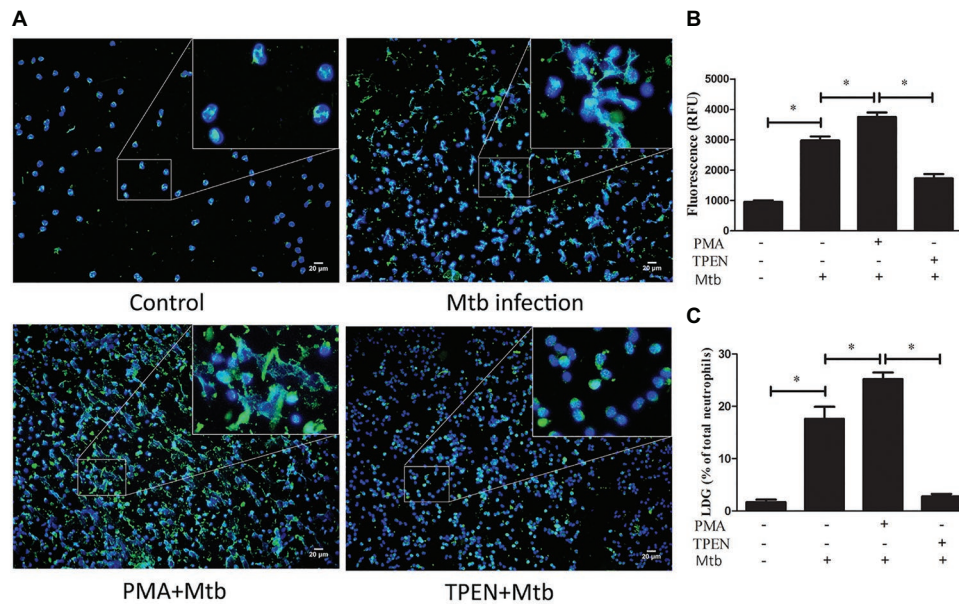 A
20 μm
20 μm
Control
Mtb infection
20 μm
20 μm
PMA+Mtb
TPEN+Mtb
B
Fluorescence (RFU)
5000
4000
3000
2000
1000
0
* * *
PMA - - + -
TPEN - - - +
Mtb - + + +
C
LDG (% of total neutrophils)
30
20
10
0
* * *
PMA - - + -
TPEN - - - +
Mtb - + + +